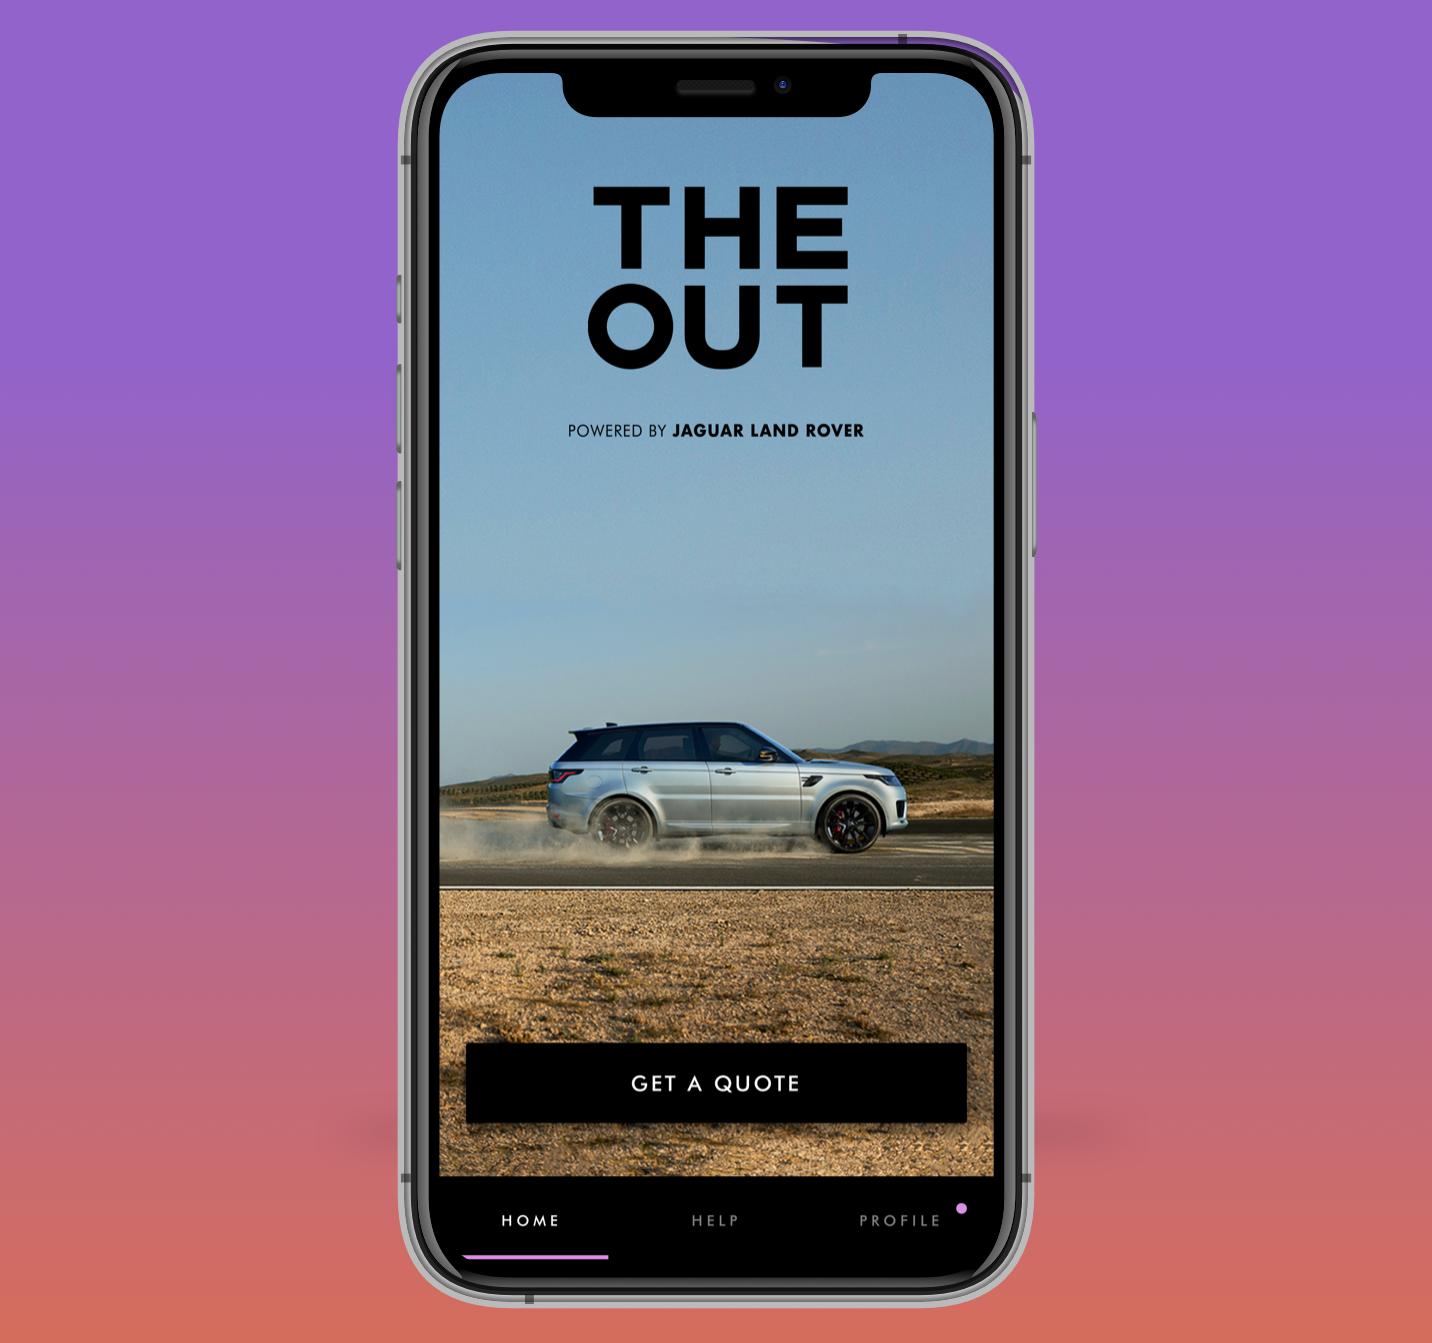 THE
OUT
POWERED BY JAGUAR LAND ROVER
GET A QUOTE
HOME HELP PROFILE